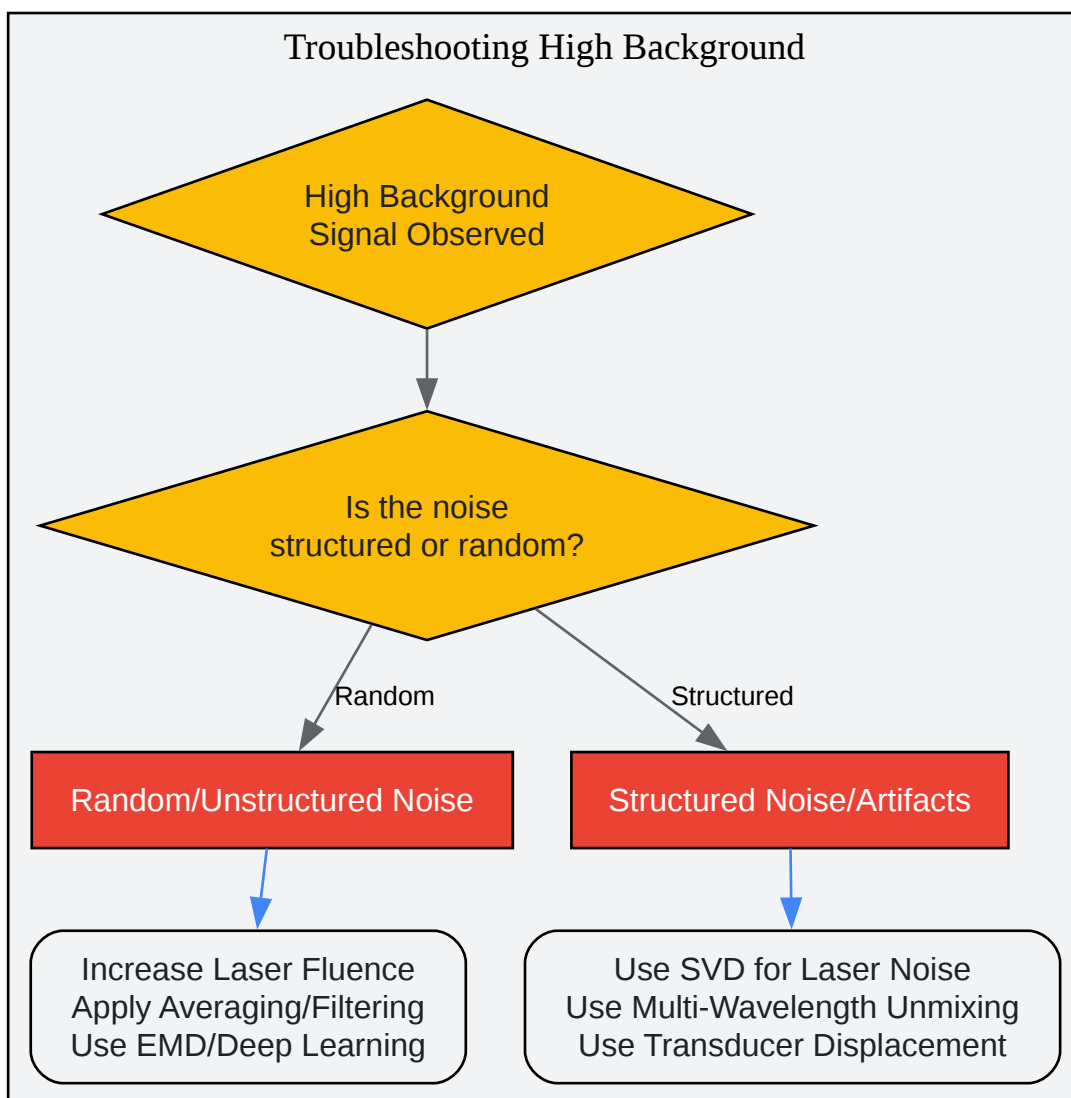 Troubleshooting High Background
High Background
Signal Observed
Is the noise
structured or random?
Random
Structured
Random/Unstructured Noise
Structured Noise/Artifacts
Increase Laser Fluence
Apply Averaging/Filtering
Use EMD/Deep Learning
Use SVD for Laser Noise
Use Multi-Wavelength Unmixing
Use Transducer Displacement